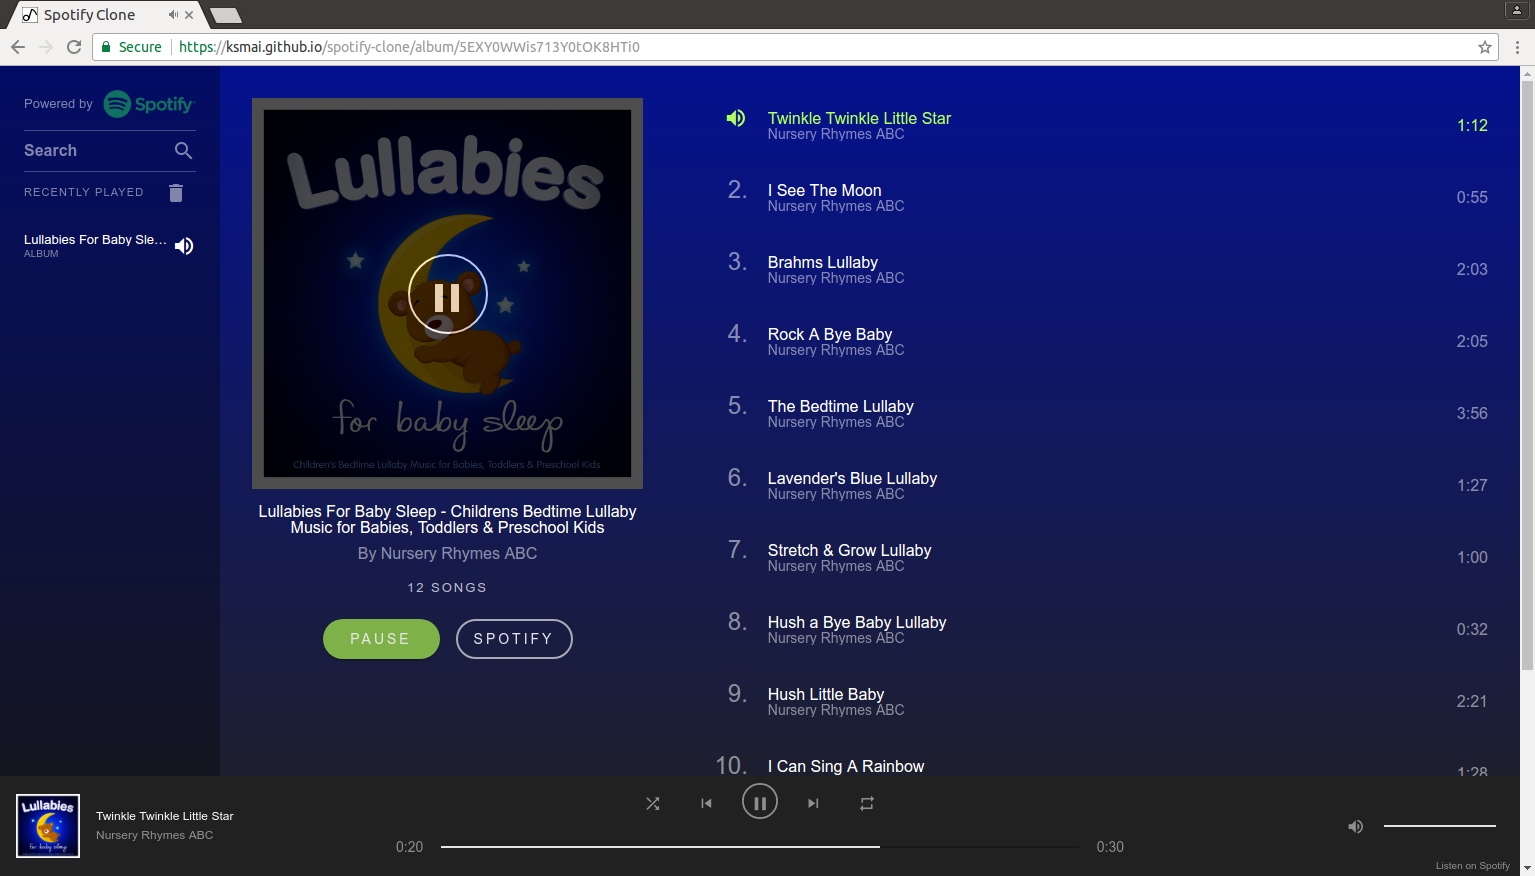 Spotify Clone
Secure
https://ksmai.github.io/spotify-clone/album/5EXY0WWis713Y0tOK8HTi0
Powered by Spotify
Search
RECENTLY PLAYED
Lullabies For Baby Sle...
ALBUM
Lullabies
for baby sleep
Children's Bedtime Lullaby Music for Babies, Toddlers & Preschool Kids
Lullabies For Baby Sleep - Childrens Bedtime Lullaby
Music for Babies, Toddlers & Preschool Kids
By Nursery Rhymes ABC
12 SONGS
PAUSE
SPOTIFY
Twinkle Twinkle Little Star
Nursery Rhymes ABC
1:12
2. I See The Moon
Nursery Rhymes ABC
0:55
3. Brahms Lullaby
Nursery Rhymes ABC
2:03
4. Rock A Bye Baby
Nursery Rhymes ABC
2:05
5. The Bedtime Lullaby
Nursery Rhymes ABC
3:56
6. Lavender's Blue Lullaby
Nursery Rhymes ABC
1:27
7. Stretch & Grow Lullaby
Nursery Rhymes ABC
1:00
8. Hush a Bye Baby Lullaby
Nursery Rhymes ABC
0:32
9. Hush Little Baby
Nursery Rhymes ABC
2:21
10. I Can Sing A Rainbow
1:28
Lullabies
for baby sleep
Twinkle Twinkle Little Star
Nursery Rhymes ABC
0:20
0:30
Listen on Spotify